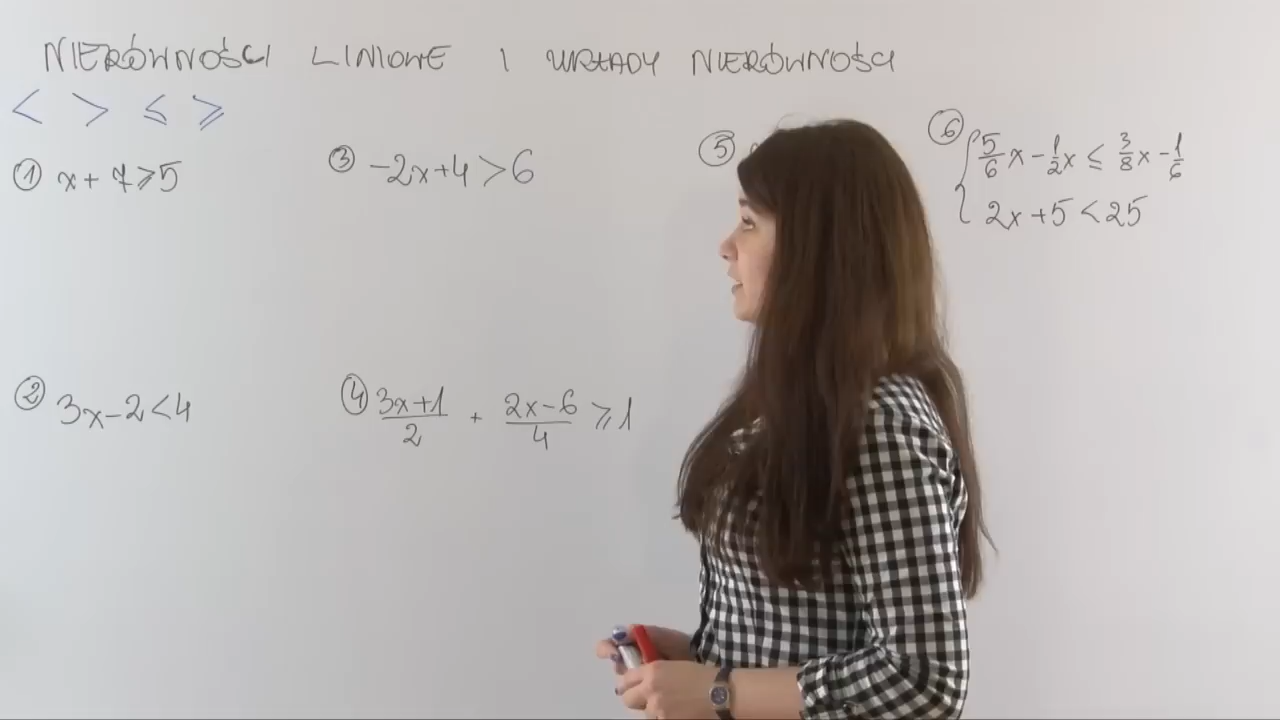 NIERÓWNOŚCI LINIOWE I UKŁADY NIERÓWNOŚCI
< > ≤ ≥
① x + 7 ≥ 5
② 3x - 2 < 4
③ -2x + 4 > 6
④ (3x+1)/2 + (2x-6)/4 ≥ 1
⑤
⑥ { 5/6 x - 1/2 x ≤ 3/8 x - 1/6
2x + 5 < 25